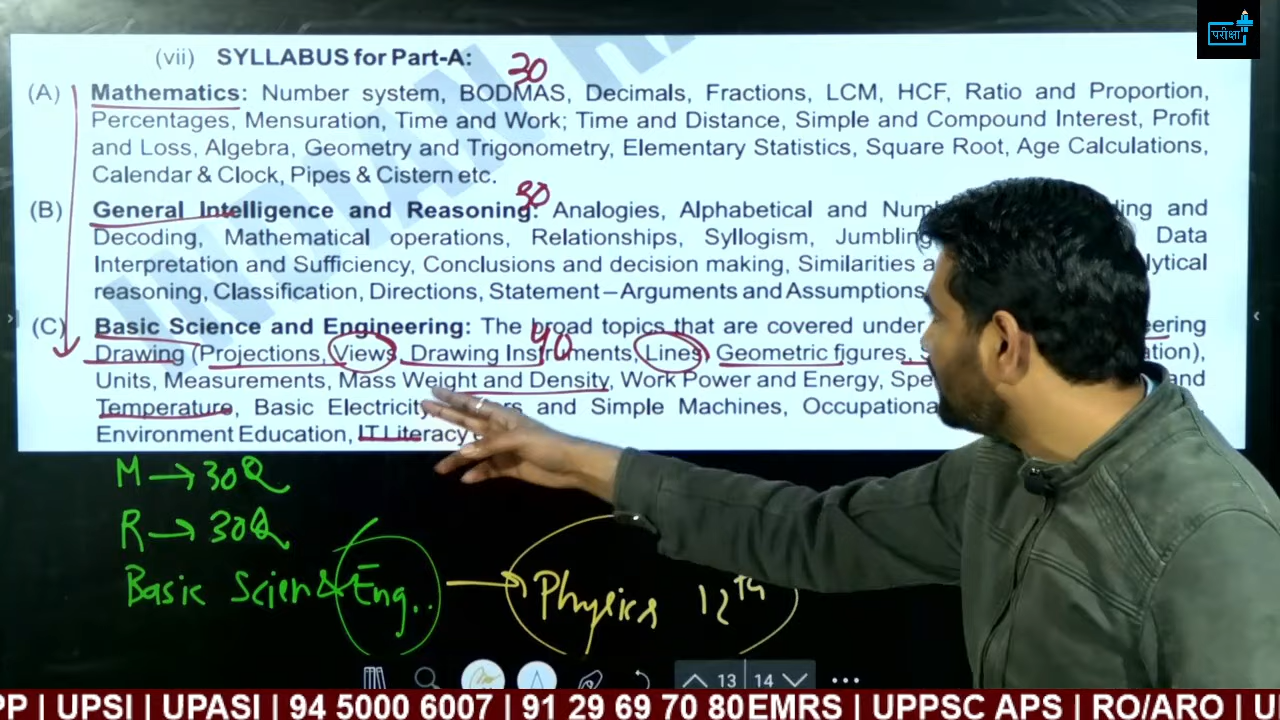 परीक्षा
(vii) SYLLABUS for Part-A:
30
(A) Mathematics: Number system, BODMAS, Decimals, Fractions, LCM, HCF, Ratio and Proportion,
Percentages, Mensuration, Time and Work; Time and Distance, Simple and Compound Interest, Profit
and Loss, Algebra, Geometry and Trigonometry, Elementary Statistics, Square Root, Age Calculations,
Calendar & Clock, Pipes & Cistern etc.
30
(B) General Intelligence and Reasoning: Analogies, Alphabetical and and
Decoding, Mathematical operations, Relationships, Syllogism, Jumbling Data
Interpretation and Sufficiency, Conclusions and decision making, Similarities
reasoning, Classification, Directions, Statement – Arguments and Assumptions
(C) Basic Science and Engineering: The broad topics that are covered under
40
Drawing (Projections, Views, Drawing Instruments, Lines, Geometric figures,
Units, Measurements, Mass Weight and Density, Work Power and Energy, and
Temperature, Basic Electricity and Simple Machines,
Environment Education, IT Literacy
M → 30Q
R → 30Q
Basic Scien & Eng.. → Physics 12th
13 14
PP | UPSI | UPASI | 94 5000 6007 | 91 29 69 70 80 EMRS | UPPSC APS | RO/ARO | U